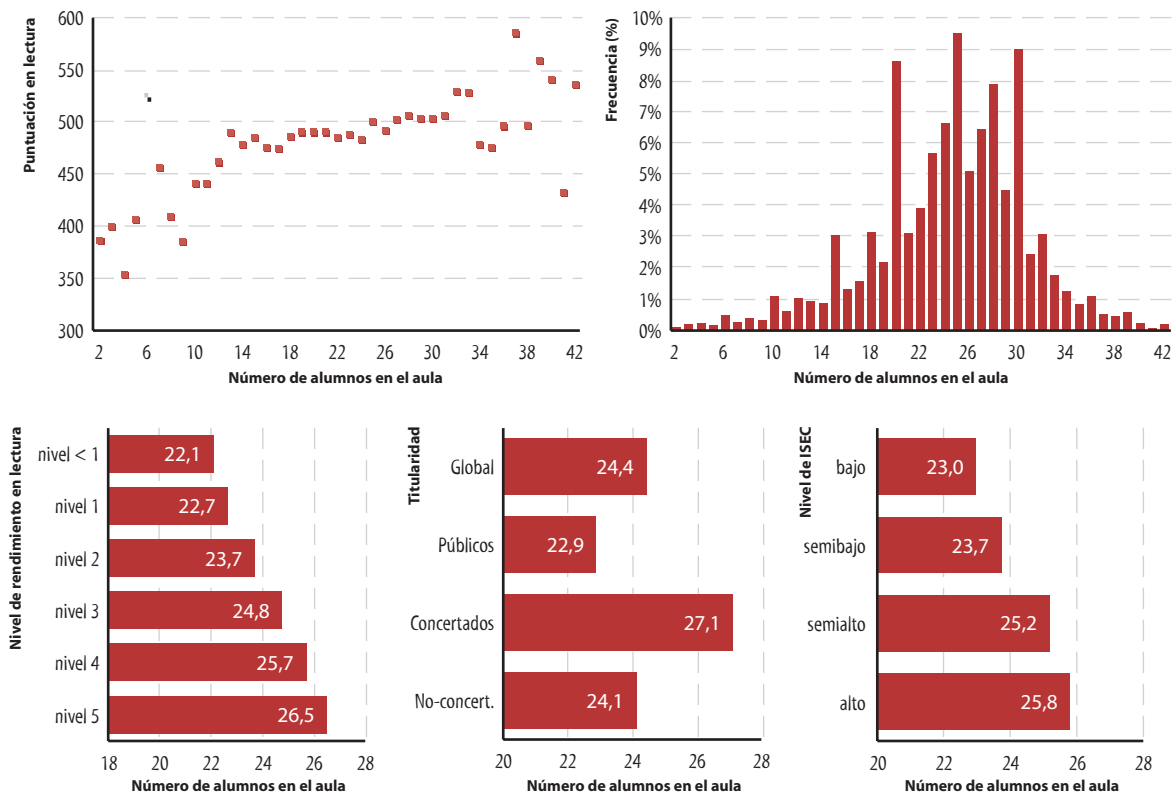 Puntuación en lectura
600
550
500
450
400
350
300
2 6 10 14 18 22 26 30 34 38 42
Número de alumnos en el aula
Frecuencia (%)
10%
9%
8%
7%
6%
5%
4%
3%
2%
1%
0%
2 6 10 14 18 22 26 30 34 38 42
Número de alumnos en el aula
Nivel de rendimiento en lectura
nivel < 1 22,1
nivel 1 22,7
nivel 2 23,7
nivel 3 24,8
nivel 4 25,7
nivel 5 26,5
18 20 22 24 26 28
Número de alumnos en el aula
Titularidad
Global 24,4
Públicos 22,9
Concertados 27,1
No-concert. 24,1
20 22 24 26 28
Número de alumnos en el aula
Nivel de ISEC
bajo 23,0
semibajo 23,7
semialto 25,2
alto 25,8
20 22 24 26 28
Número de alumnos en el aula